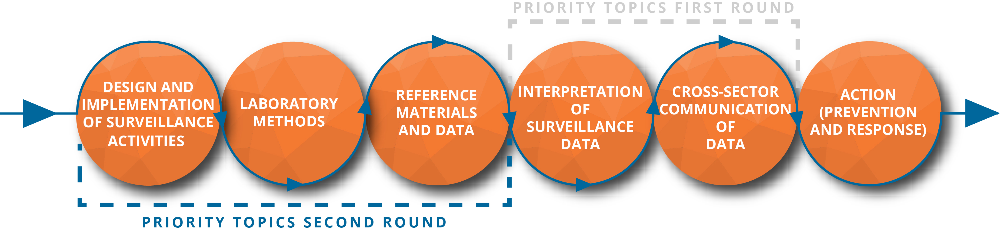 PRIORITY TOPICS FIRST ROUND
DESIGN AND
IMPLEMENTATION
OF SURVEILLANCE
ACTIVITIES
LABORATORY
METHODS
REFERENCE
MATERIALS
AND DATA
INTERPRETATION
OF
SURVEILLANCE
DATA
CROSS-SECTOR
COMMUNICATION
OF
DATA
ACTION
(PREVENTION
AND RESPONSE)
PRIORITY TOPICS SECOND ROUND